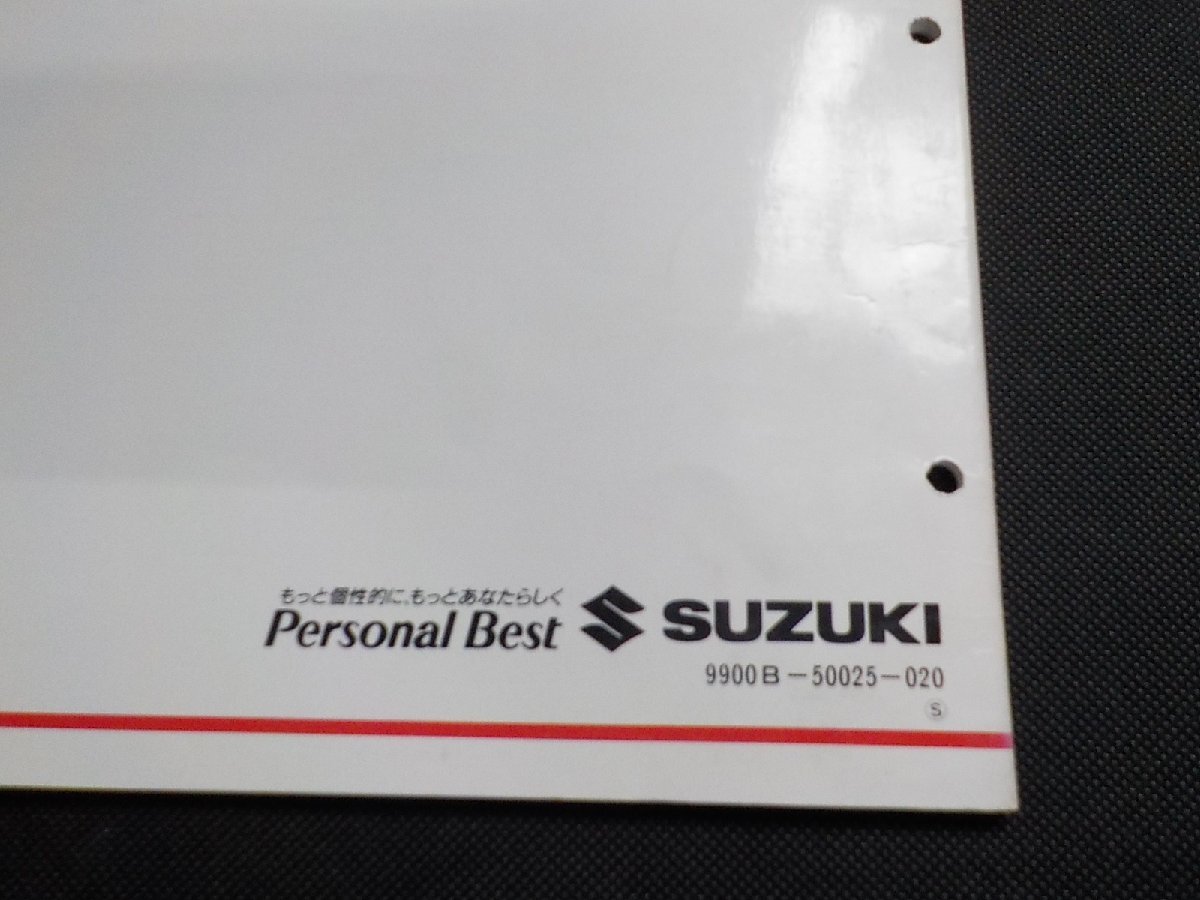 もっと個性的に、もっとあなたらしく
Personal Best SUZUKI
9900B-50025-020
S